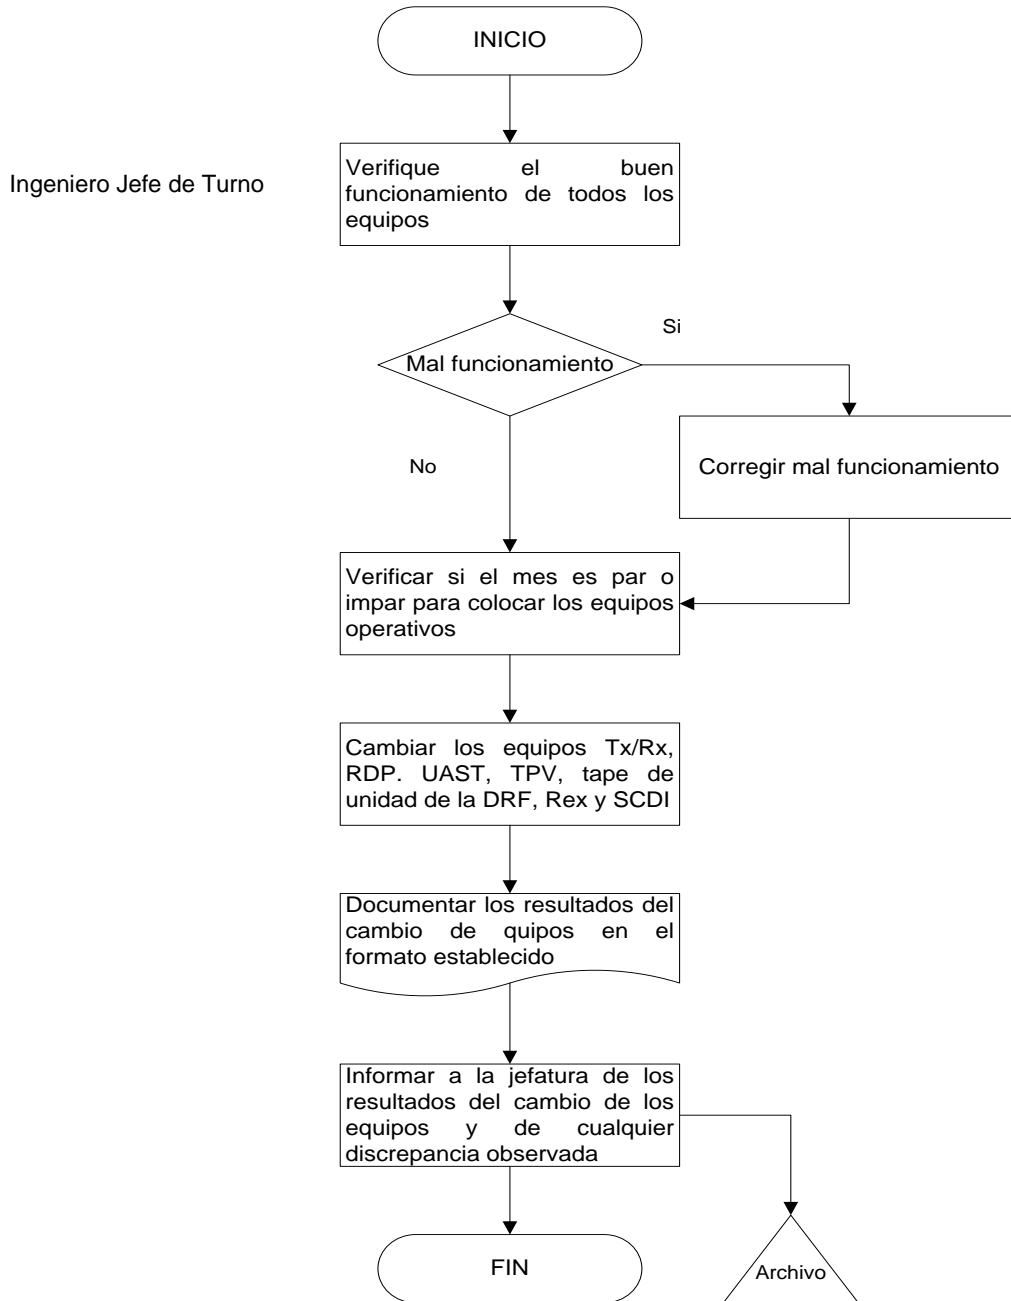 INICIO
Ingeniero Jefe de Turno
Verifique el buen
funcionamiento de todos los
equipos
Mal funcionamiento
Si
No
Corregir mal funcionamiento
Verificar si el mes es par o
impar para colocar los equipos
operativos
Cambiar los equipos Tx/Rx,
RDP. UAST, TPV, tape de
unidad de la DRF, Rex y SCDI
Documentar los resultados del
cambio de quipos en el
formato establecido
Informar a la jefatura de los
resultados del cambio de los
equipos y de cualquier
discrepancia observada
FIN
Archivo